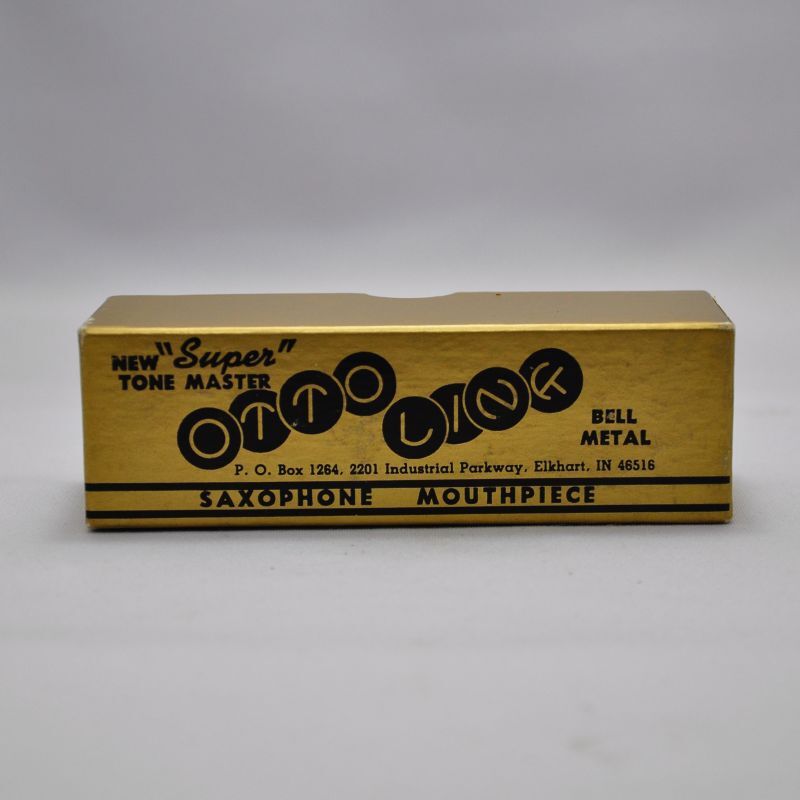 NEW "Super"
TONE MASTER
OTTO LINK
BELL
METAL
P. O. Box 1264, 2201 Industrial Parkway, Elkhart, IN 46516
SAXOPHONE MOUTHPIECE